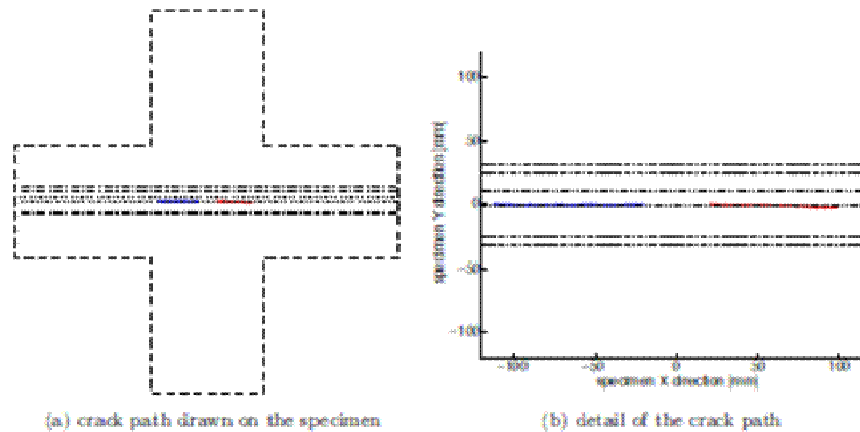 100
50
0
−50
−100
specimen Y direction [mm]
−100
−50
0
50
100
specimen X direction [mm]
(a) crack path drawn on the specimen
(b) detail of the crack path